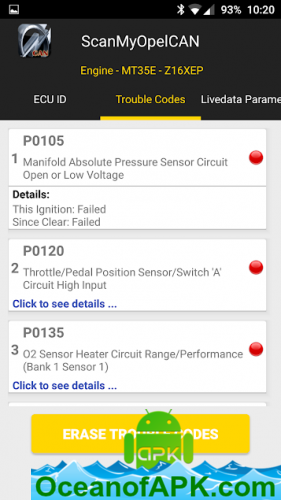 93% 10:20
CAN
ScanMyOpelCAN
Engine - MT35E - Z16XEP
ECU ID Trouble Codes Livedata Parame
P0105
1 Manifold Absolute Pressure Sensor Circuit
Open or Low Voltage
Details:
This Ignition: Failed
Since Clear: Failed
P0120
2 Throttle/Pedal Position Sensor/Switch 'A'
Circuit High Input
Click to see details ...
P0135
3 O2 Sensor Heater Circuit Range/Performance
(Bank 1 Sensor 1)
Click to see details ...
ERASE TROUBLE CODES
APK
OceanofAPK.com